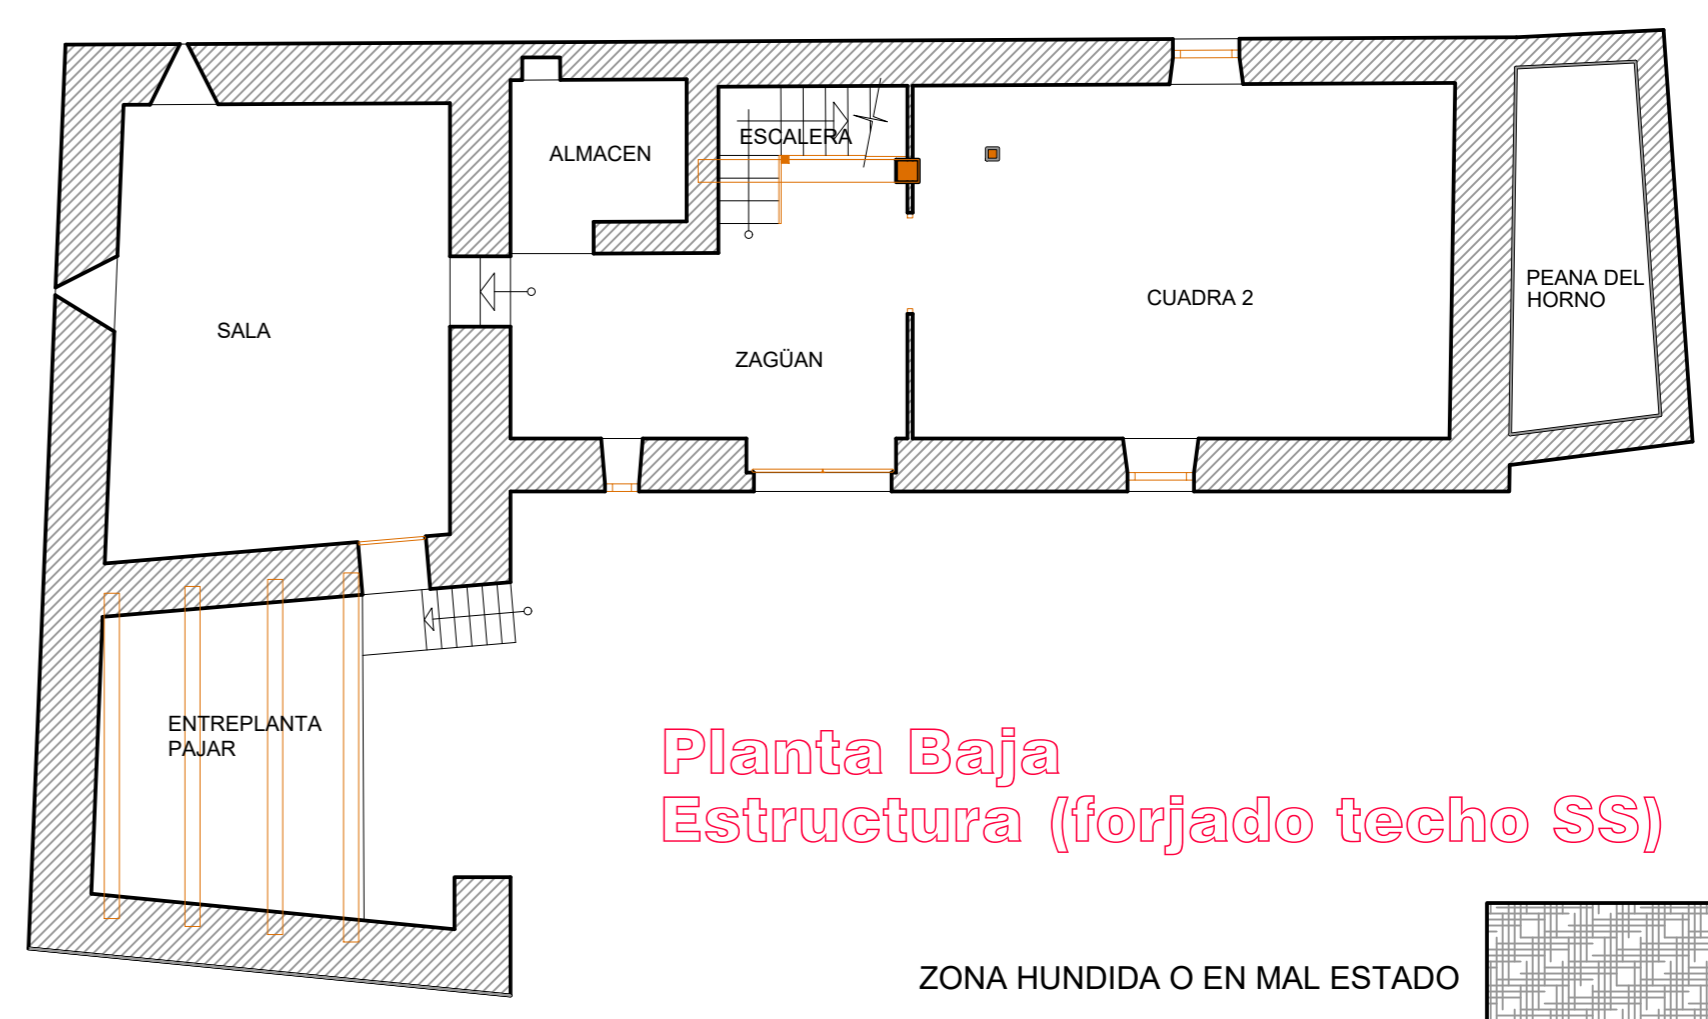 ALMACEN
ESCALERA
SALA
ZAGÜAN
CUADRA 2
PEANA DEL
HORNO
ENTREPLANTA
PAJAR
Planta Baja
Estructura (forjado techo SS)
ZONA HUNDIDA O EN MAL ESTADO